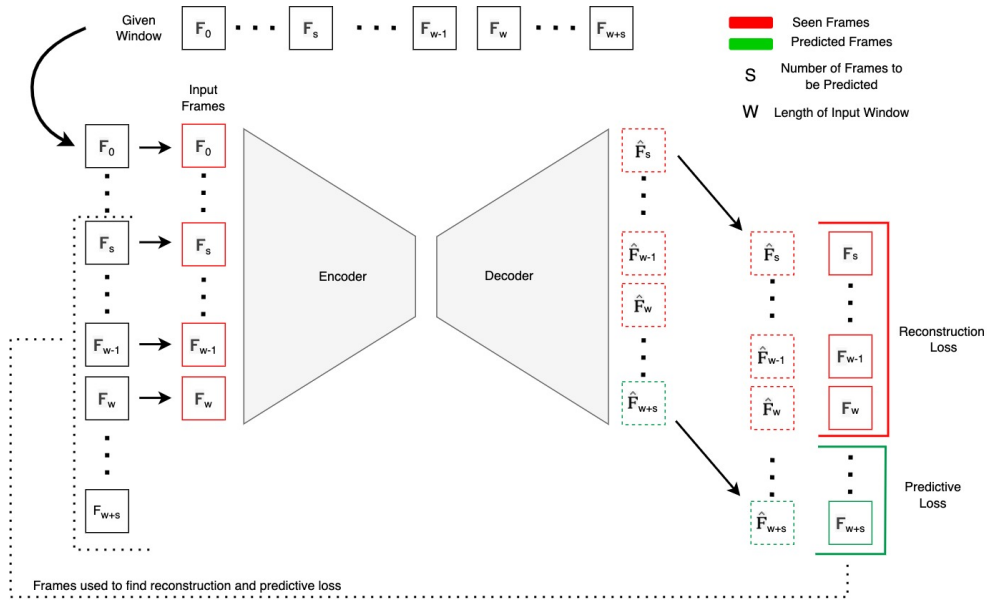 Given Window
F0 Fs Fw-1 Fw Fw+s
Seen Frames
Predicted Frames
S Number of Frames to be Predicted
W Length of Input Window
Input Frames
F0 F0
Fs Fs
Fw-1 Fw-1
Fw Fw
Fw+s
Encoder
Decoder
F̂s
F̂w-1
F̂w
F̂w+s
F̂s Fs
F̂w-1 Fw-1
F̂w Fw
F̂w+s Fw+s
Reconstruction Loss
Predictive Loss
Frames used to find reconstruction and predictive loss